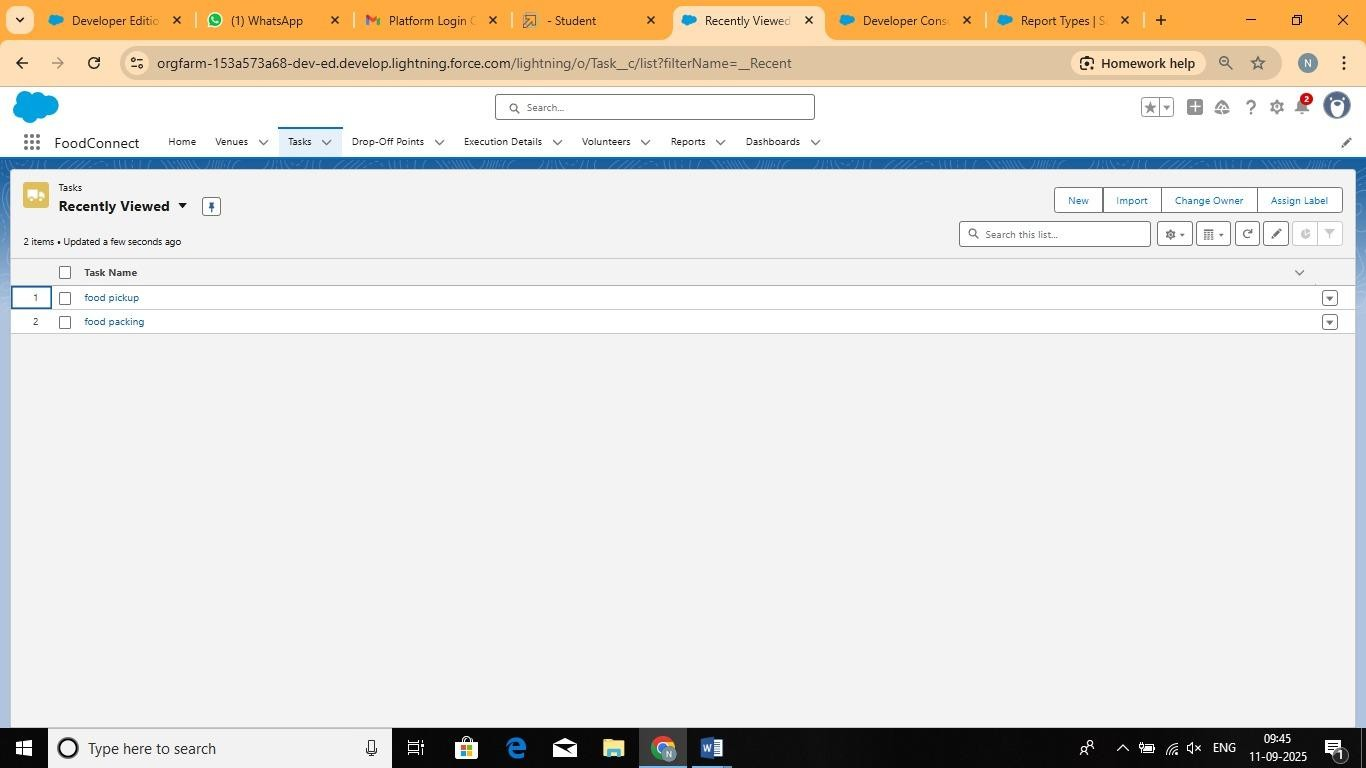 Developer Editio
(1) WhatsApp
Platform Login C
- Student
Recently Viewed
Developer Cons
Report Types | S
orgfarm-153a573a68-dev-ed.develop.lightning.force.com/lightning/o/Task__c/list?filterName=__Recent
Homework help
N
Search...
2
FoodConnect
Home
Venues
Tasks
Drop-Off Points
Execution Details
Volunteers
Reports
Dashboards
Tasks
Recently Viewed
New
Import
Change Owner
Assign Label
2 items • Updated a few seconds ago
Search this list...
Task Name
1 food pickup
2 food packing
Type here to search
N
ENG
09:45
11-09-2025
1